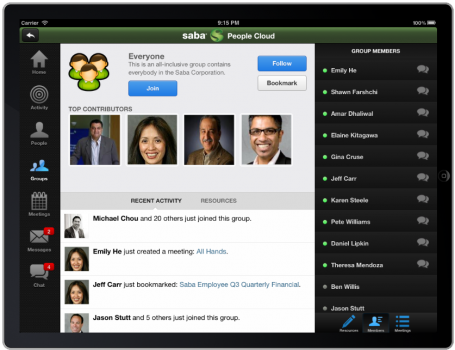 Carrier
9:15 PM
100%
saba People Cloud
Home
Activity
People
Groups
Meetings
2
Messages
4
Chat
Everyone
This is an all-inclusive group contains
everybody in the Saba Corporation.
Join
Follow
Bookmark
TOP CONTRIBUTORS
RECENT ACTIVITY
RESOURCES
Michael Chou and 20 others just joined this group.
Emily He just created a meeting: All Hands.
Jeff Carr just bookmarked: Saba Employee Q3 Quarterly Financial.
Jason Stutt and 5 others just joined this group.
GROUP MEMBERS
Emily He
Shawn Farshchi
Amar Dhaliwal
Elaine Kitagawa
Gina Cruse
Jeff Carr
Karen Steele
Pete Williams
Daniel Lipkin
Theresa Mendoza
Ben Willis
Jason Stutt
Resources
Members
Meetings